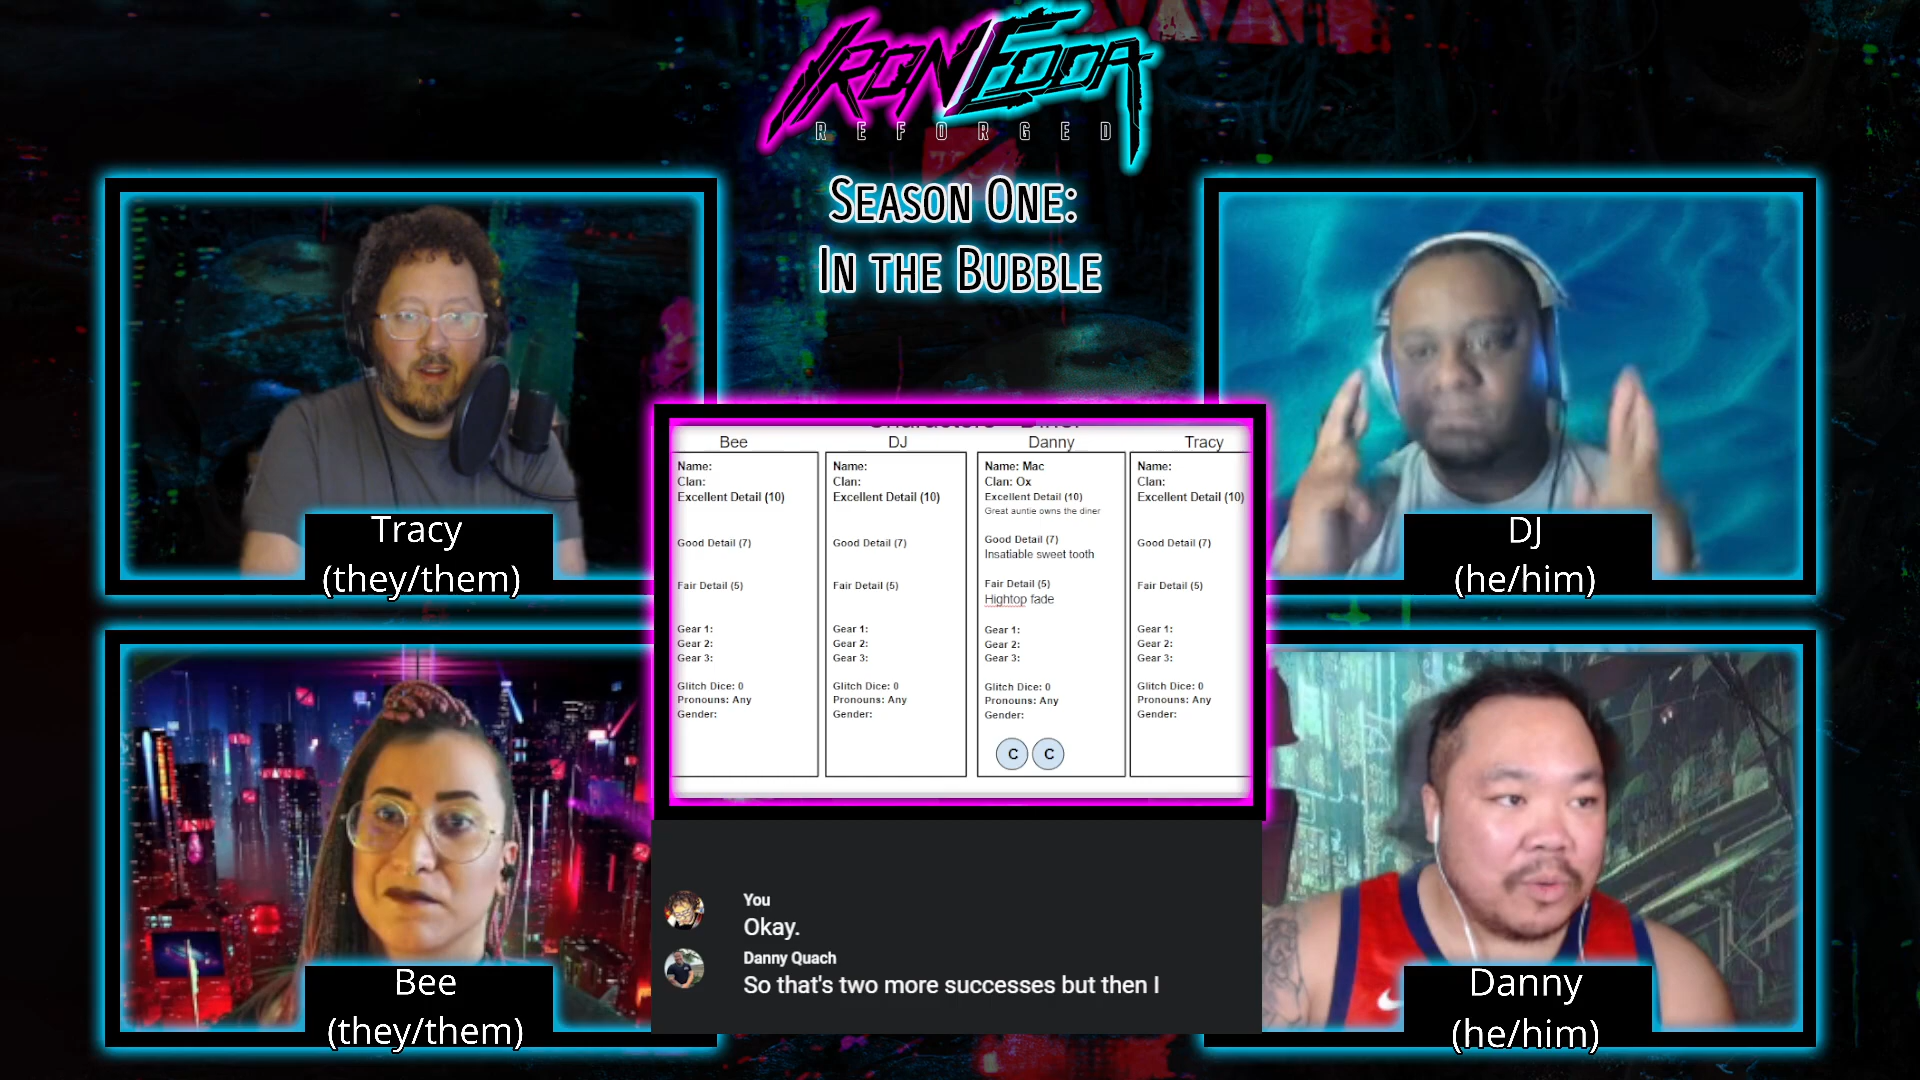 IRON EDDA
REFORGED
SEASON ONE:
IN THE BUBBLE
Tracy
(they/them)
DJ
(he/him)
Characters - Diner
Bee
Name:
Clan:
Excellent Detail (10)
Good Detail (7)
Fair Detail (5)
Gear 1:
Gear 2:
Gear 3:
Glitch Dice: 0
Pronouns: Any
Gender:
DJ
Name:
Clan:
Excellent Detail (10)
Good Detail (7)
Fair Detail (5)
Gear 1:
Gear 2:
Gear 3:
Glitch Dice: 0
Pronouns: Any
Gender:
Danny
Name: Mac
Clan: Ox
Excellent Detail (10)
Great auntie owns the diner
Good Detail (7)
Insatiable sweet tooth
Fair Detail (5)
Hightop fade
Gear 1:
Gear 2:
Gear 3:
Glitch Dice: 0
Pronouns: Any
Gender:
C C
Tracy
Name:
Clan:
Excellent Detail (10)
Good Detail (7)
Fair Detail (5)
Gear 1:
Gear 2:
Gear 3:
Glitch Dice: 0
Pronouns: Any
Gender:
Bee
(they/them)
You
Okay.
Danny Quach
So that's two more successes but then I
Danny
(he/him)